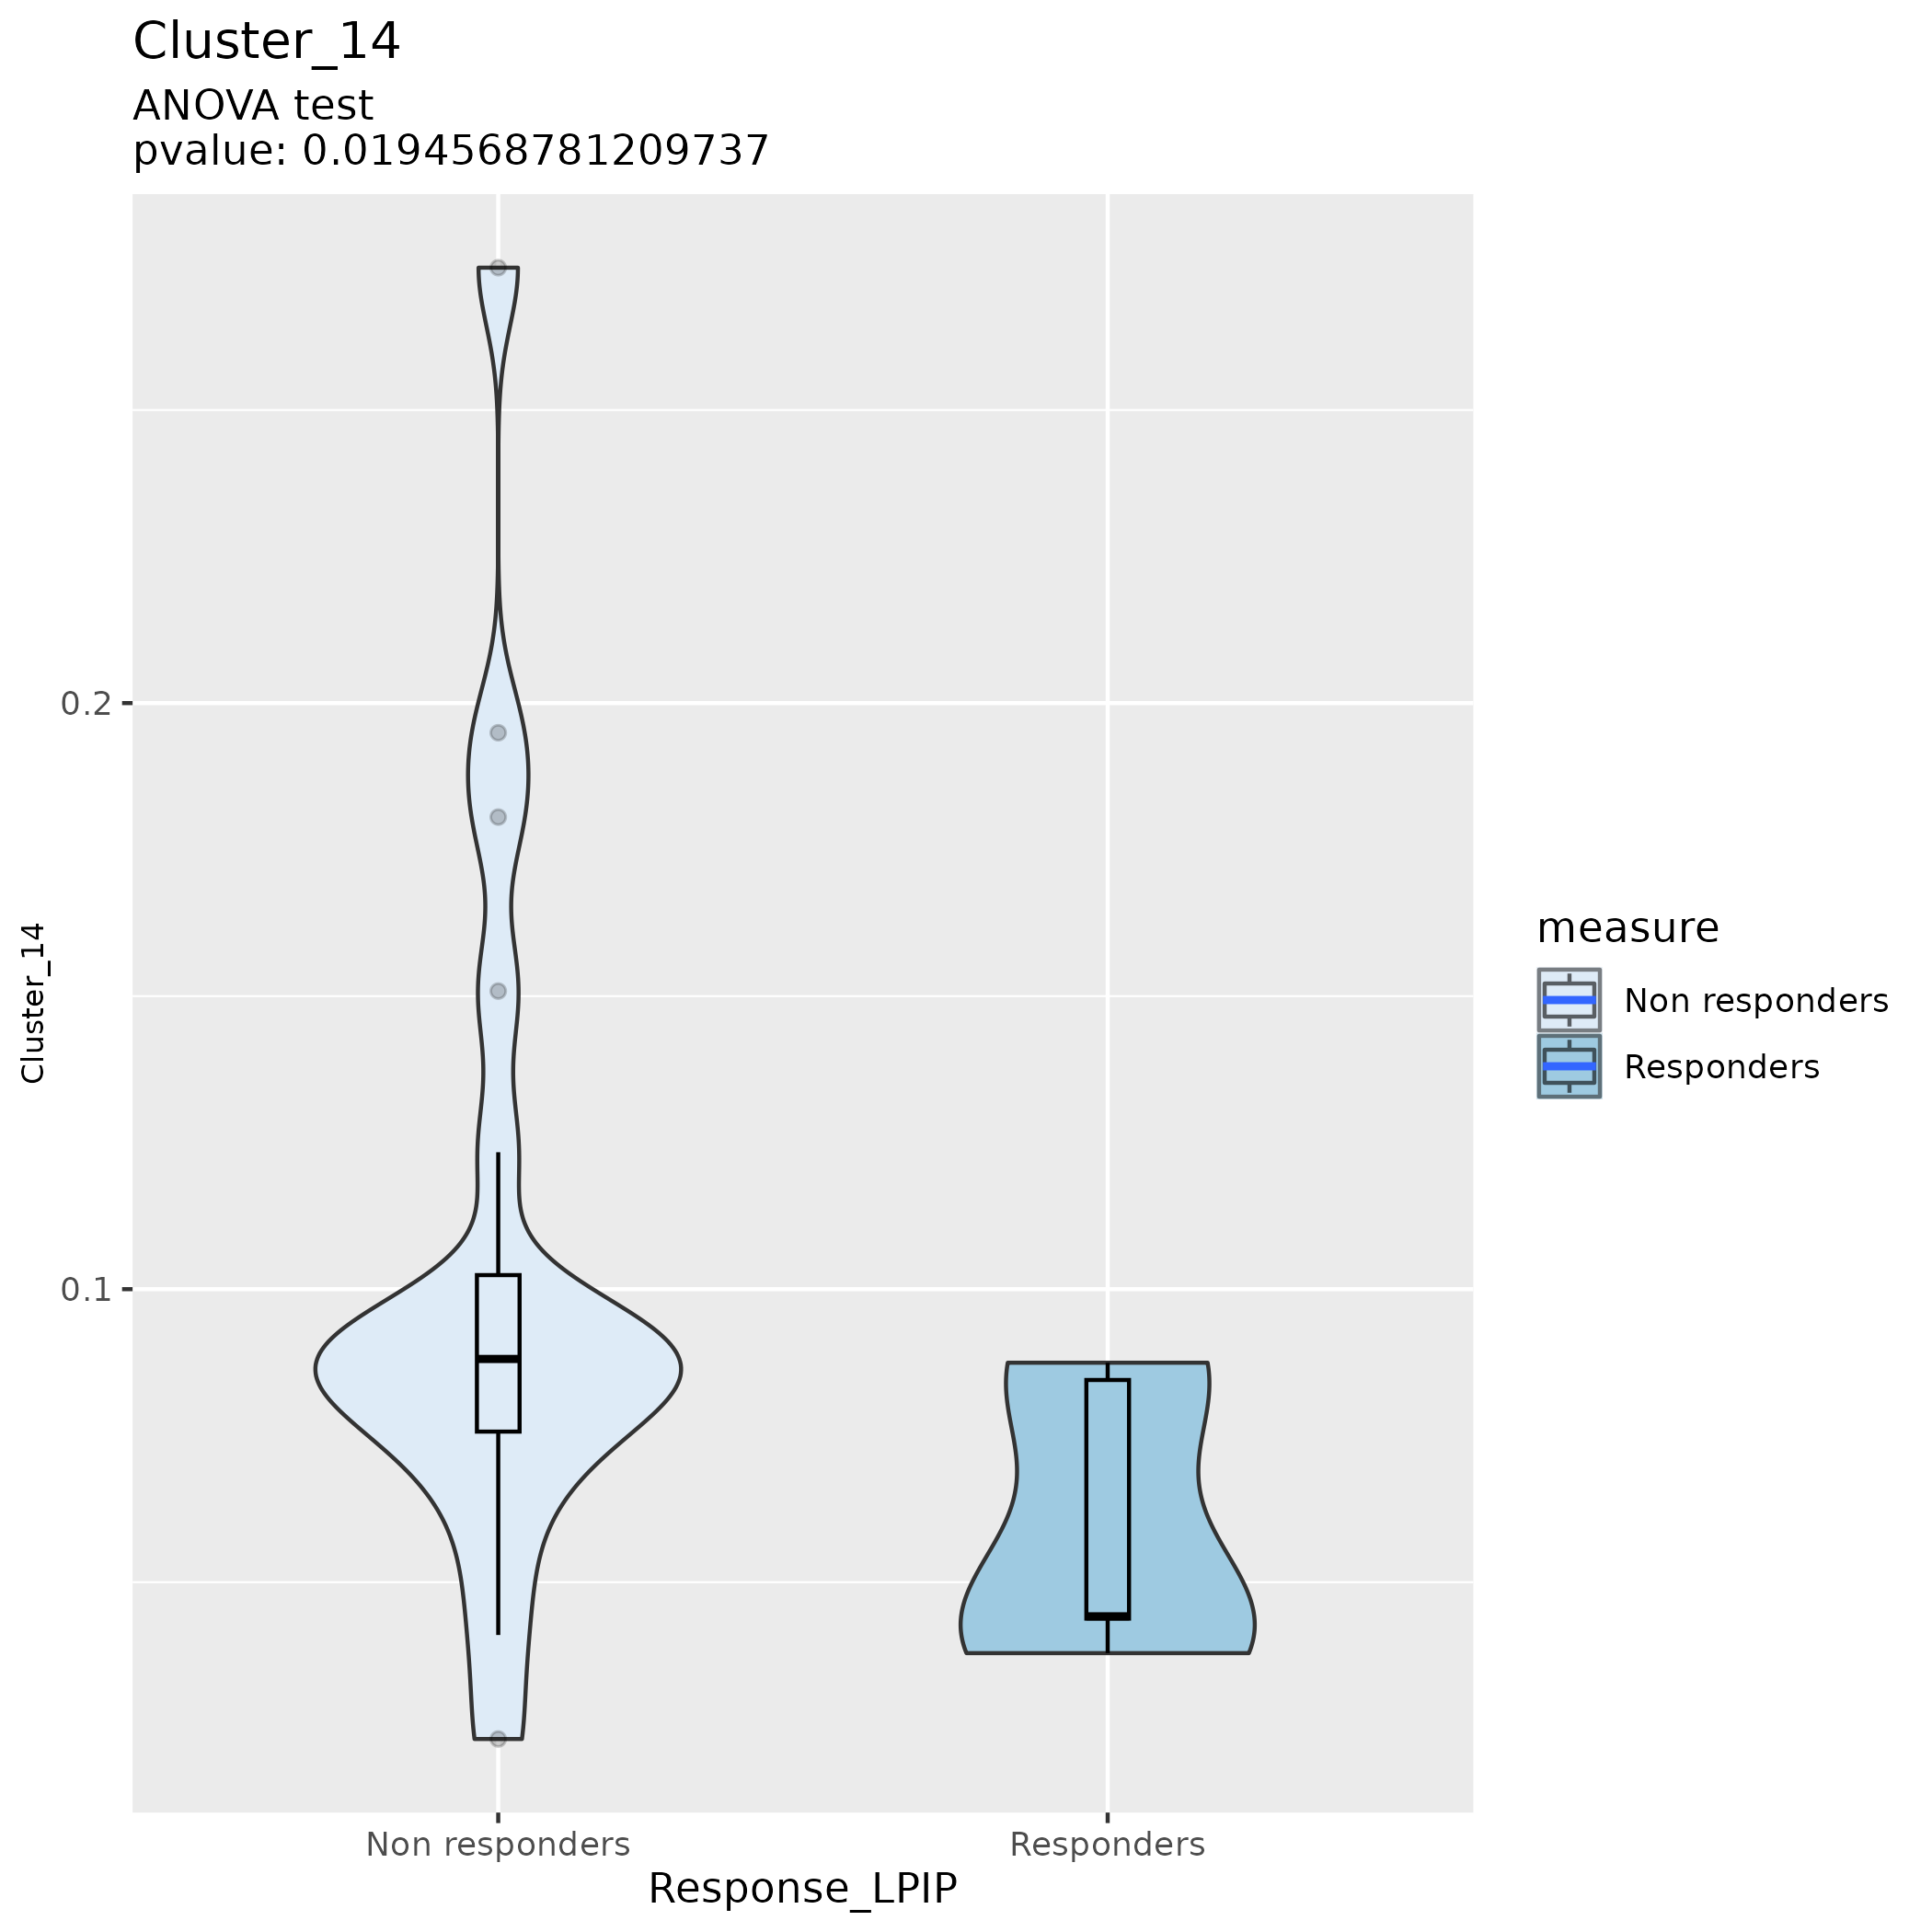 Cluster_14
ANOVA test
pvalue: 0.0194568781209737
Cluster_14
0.2
0.1
Non responders
Responders
Response_LPIP
measure
Non responders
Responders